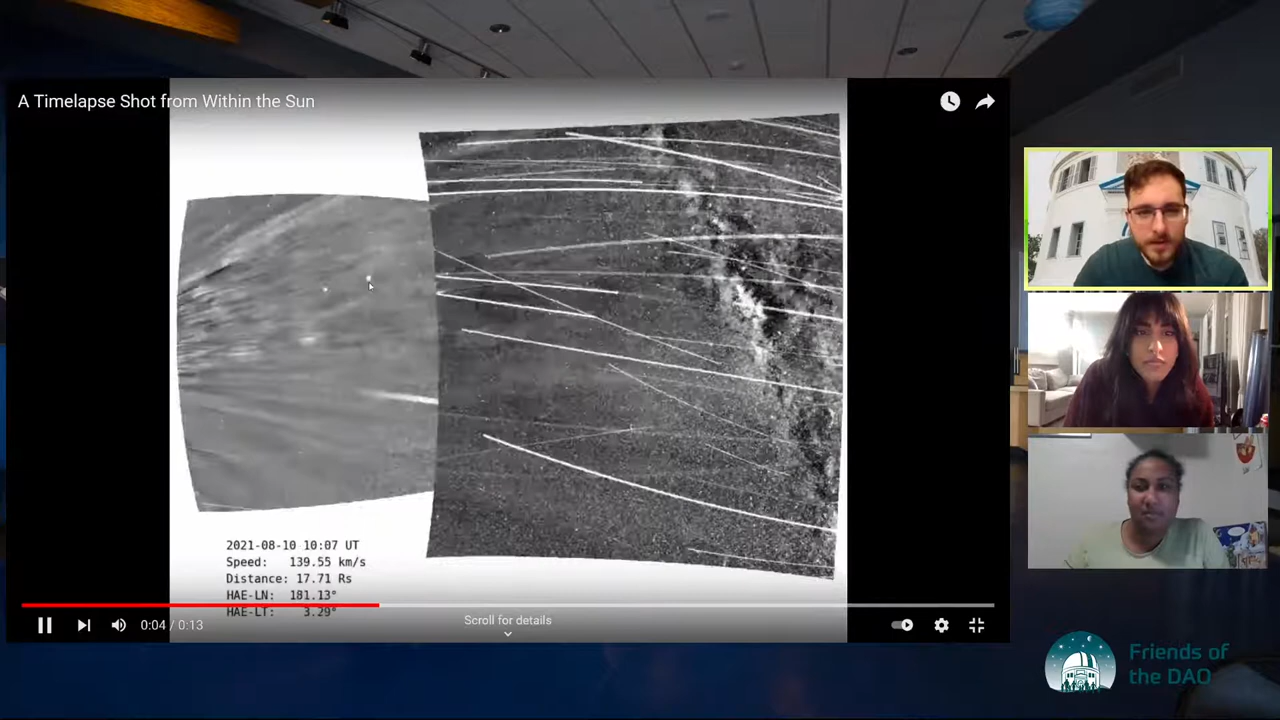 A Timelapse Shot from Within the Sun
2021-08-10 10:07 UT
Speed: 139.55 km/s
Distance: 17.71 Rs
HAE-LN: 181.13°
HAE-LT: 3.29°
0:04 / 0:13
Scroll for details
Friends of
the DAO